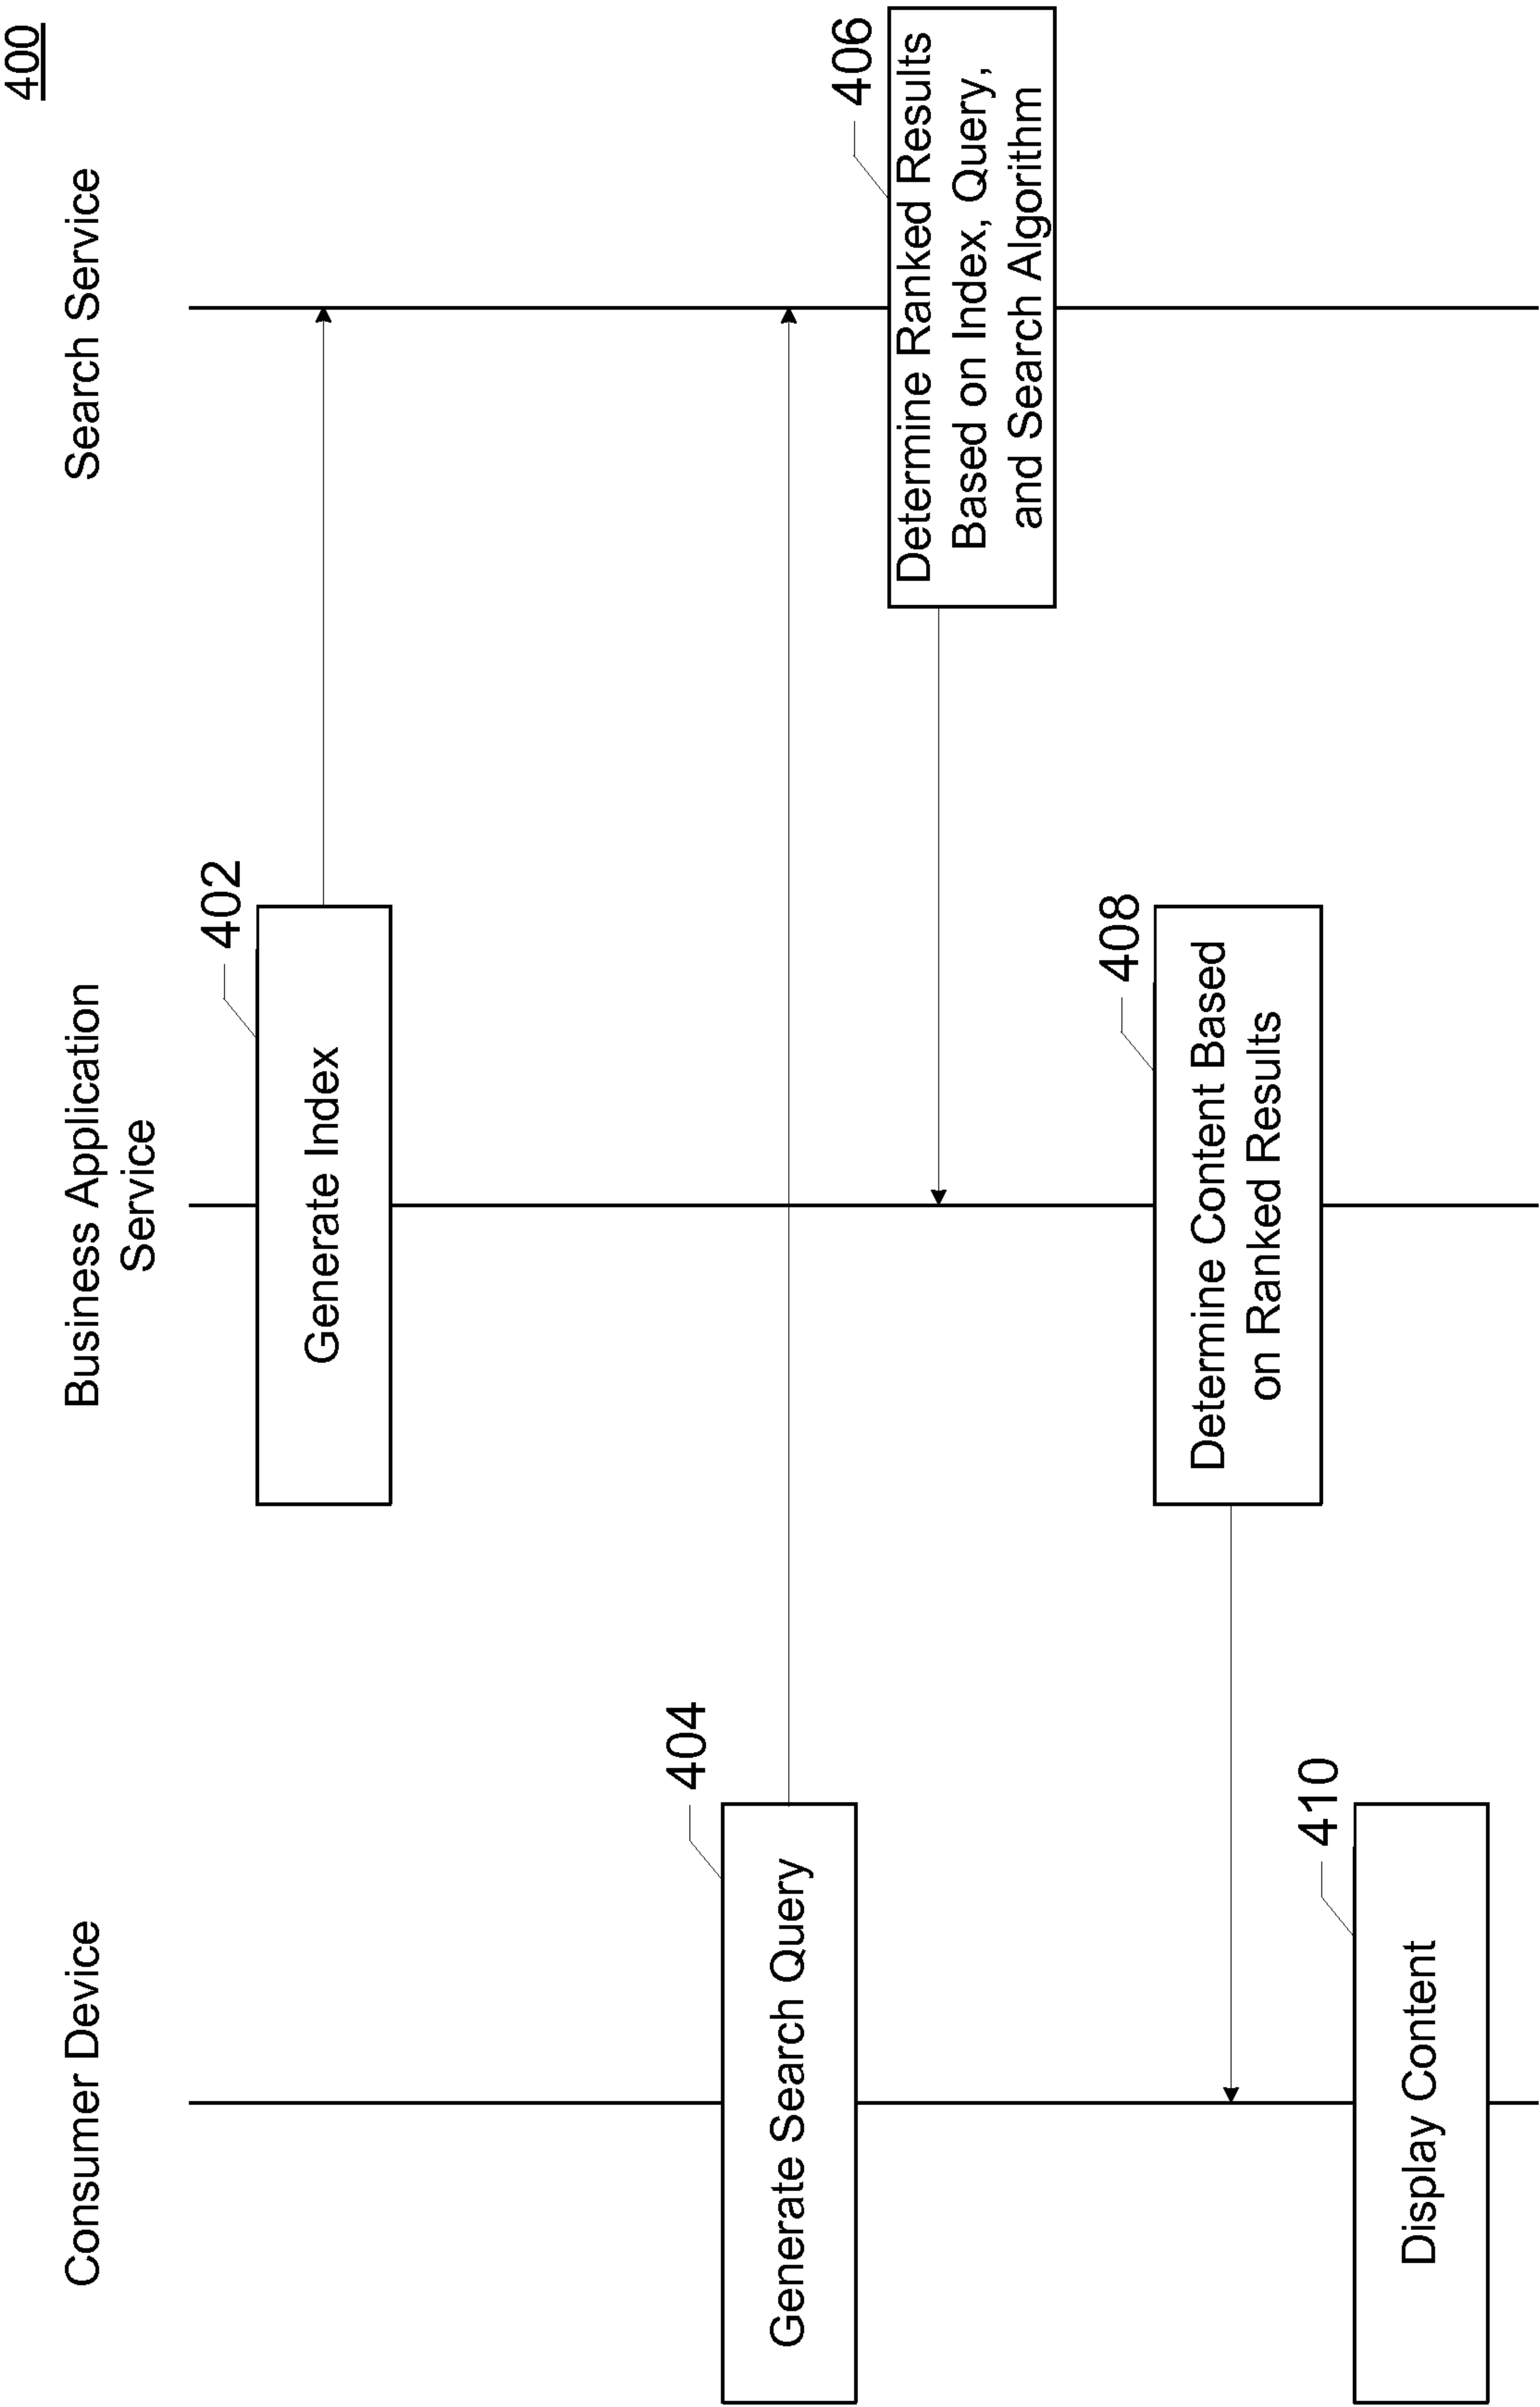 400
Consumer Device
Business Application
Service
Search Service
402
Generate Index
404
Generate Search Query
406
Determine Ranked Results
Based on Index, Query,
and Search Algorithm
408
Determine Content Based
on Ranked Results
410
Display Content